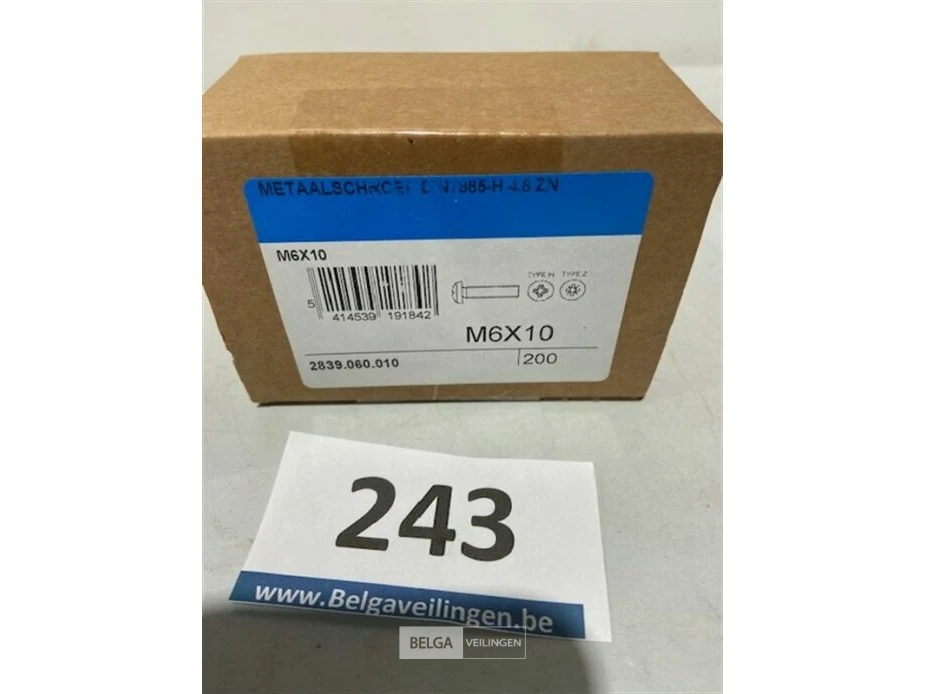 METAALSCHROEF DIN7985-H 4.8 ZN
M6X10
TYPE H TYPE Z
5 414539 191842
M6X10
2839.060.010 200
243
www.Belgaveilingen.be
BELGA VEILINGEN